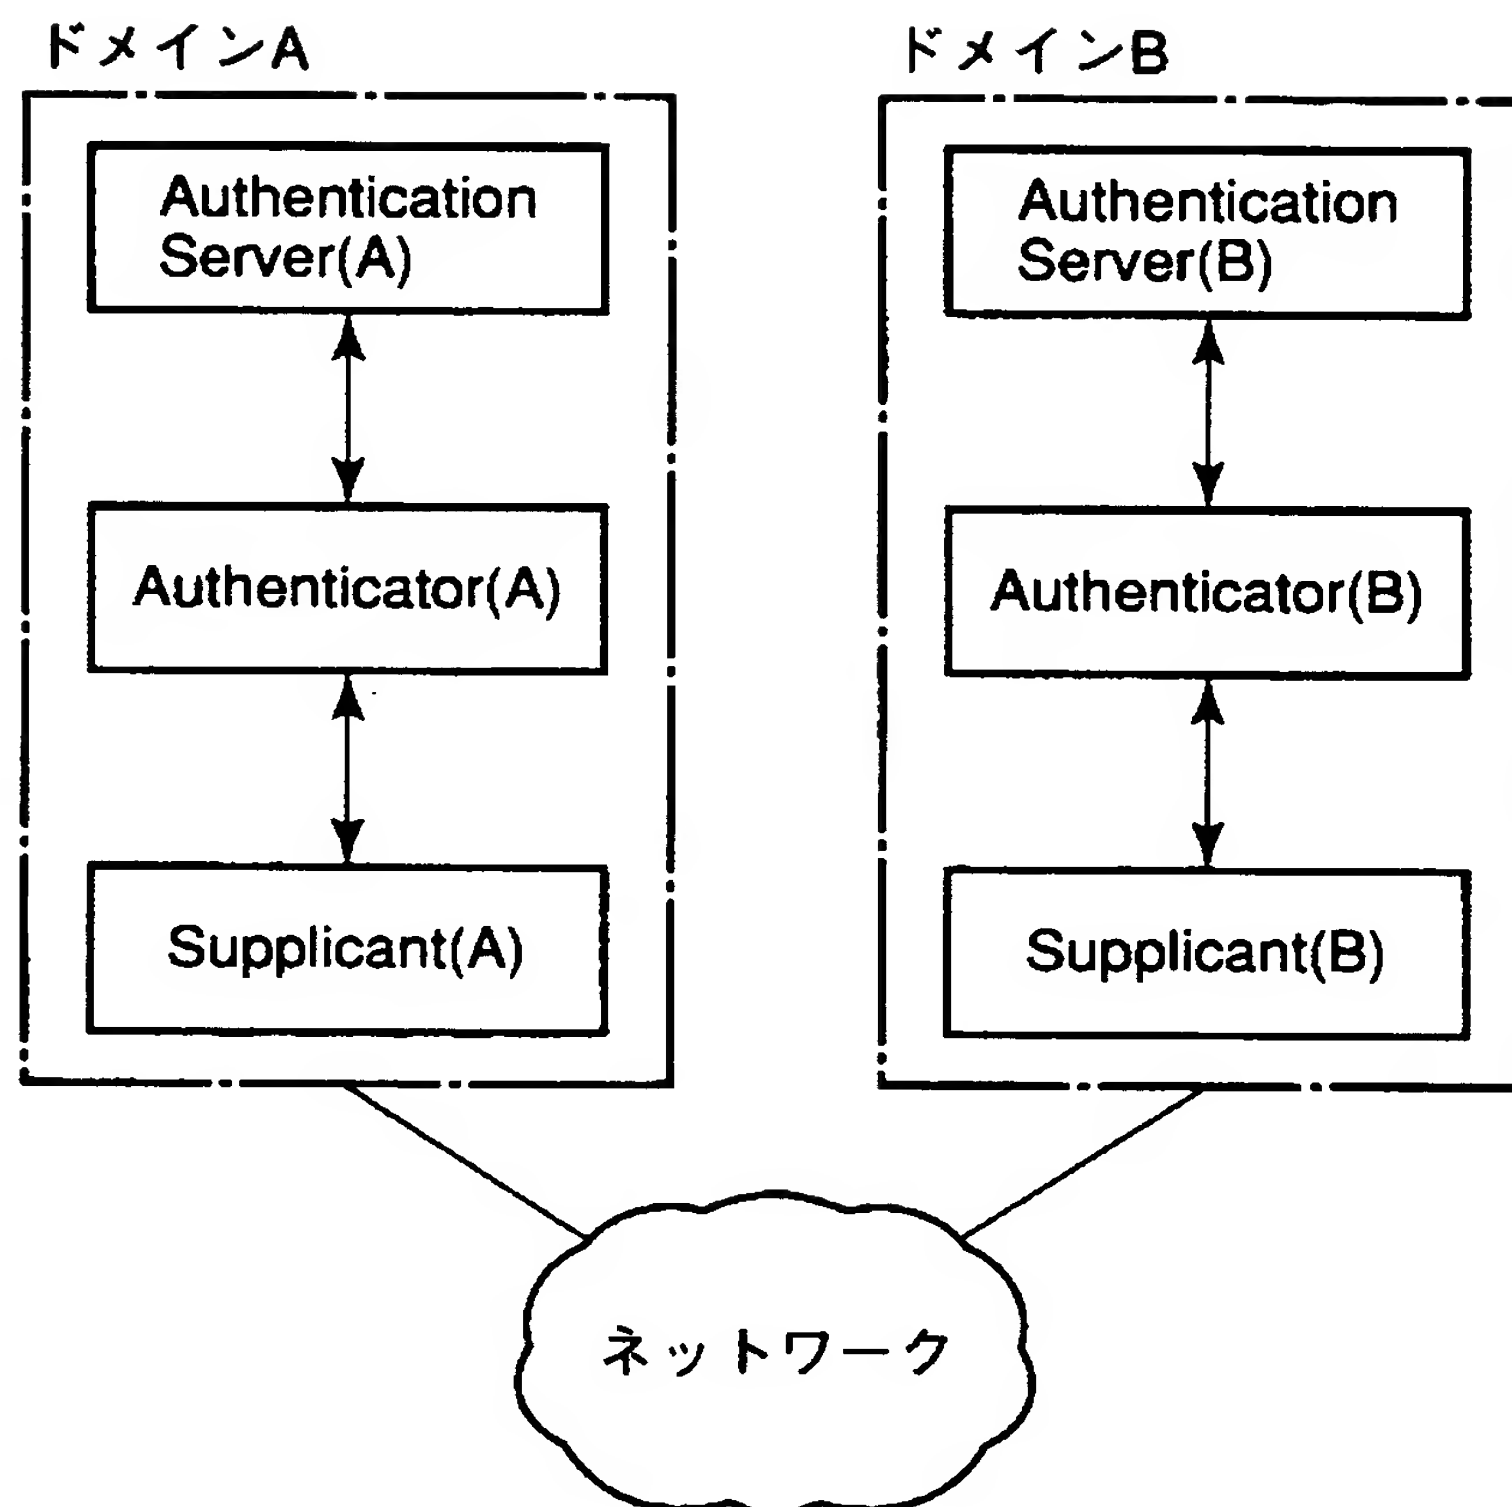 ドメインA
Authentication
Server(A)
Authenticator(A)
Supplicant(A)
ドメインB
Authentication
Server(B)
Authenticator(B)
Supplicant(B)
ネットワーク